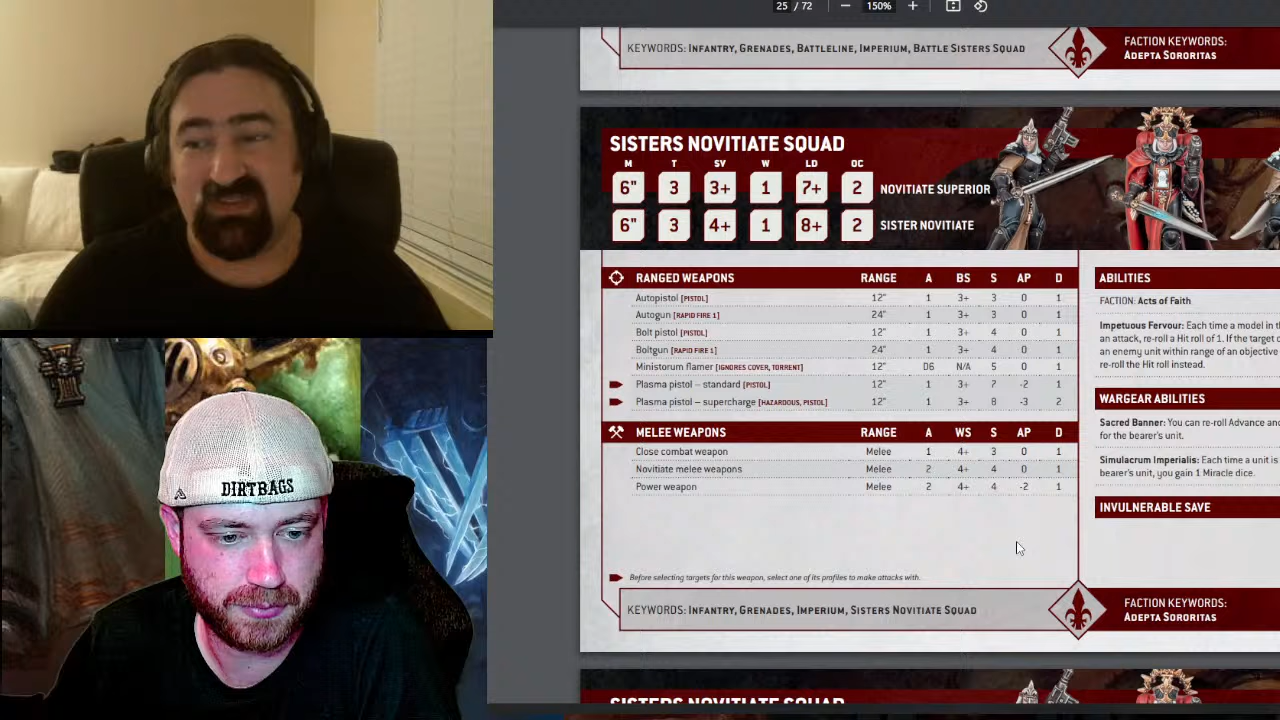 25 / 72
150%
KEYWORDS: INFANTRY, GRENADES, BATTLELINE, IMPERIUM, BATTLE SISTERS SQUAD
FACTION KEYWORDS:
ADEPTA SORORITAS
SISTERS NOVITIATE SQUAD
M T SV W LD OC
6" 3 3+ 1 7+ 2 NOVITIATE SUPERIOR
6" 3 4+ 1 8+ 2 SISTER NOVITIATE
RANGED WEAPONS RANGE A BS S AP D
Autopistol [PISTOL] 12" 1 3+ 3 0 1
Autogun [RAPID FIRE 1] 24" 1 3+ 3 0 1
Bolt pistol [PISTOL] 12" 1 3+ 4 0 1
Boltgun [RAPID FIRE 1] 24" 1 3+ 4 0 1
Ministorum flamer [IGNORES COVER, TORRENT] 12" D6 N/A 5 0 1
Plasma pistol – standard [PISTOL] 12" 1 3+ 7 -2 1
Plasma pistol – supercharge [HAZARDOUS, PISTOL] 12" 1 3+ 8 -3 2
MELEE WEAPONS RANGE A WS S AP D
Close combat weapon Melee 1 4+ 3 0 1
Novitiate melee weapons Melee 2 4+ 4 0 1
Power weapon Melee 2 4+ 4 -2 1
Before selecting targets for this weapon, select one of its profiles to make attacks with.
KEYWORDS: INFANTRY, GRENADES, IMPERIUM, SISTERS NOVITIATE SQUAD
ABILITIES
FACTION: Acts of Faith
Impetuous Fervour: Each time a model in
an attack, re-roll a Hit roll of 1. If the target
an enemy unit within range of an objective
re-roll the Hit roll instead.
WARGEAR ABILITIES
Sacred Banner: You can re-roll Advance and
for the bearer's unit.
Simulacrum Imperialis: Each time a unit is
bearer's unit, you gain 1 Miracle dice.
INVULNERABLE SAVE
FACTION KEYWORDS:
ADEPTA SORORITAS
SISTERS NOVITIATE SQUAD
DIRTBAGS